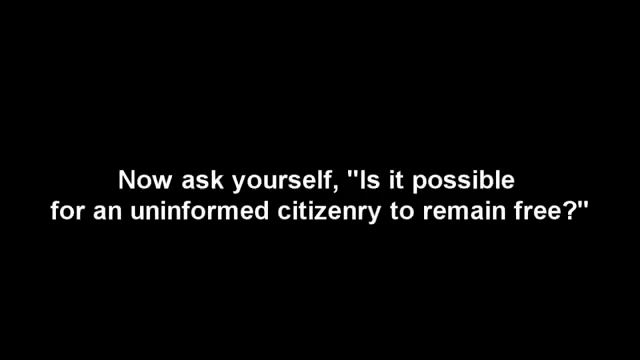 Now ask yourself, "Is it possible
for an uninformed citizenry to remain free?"